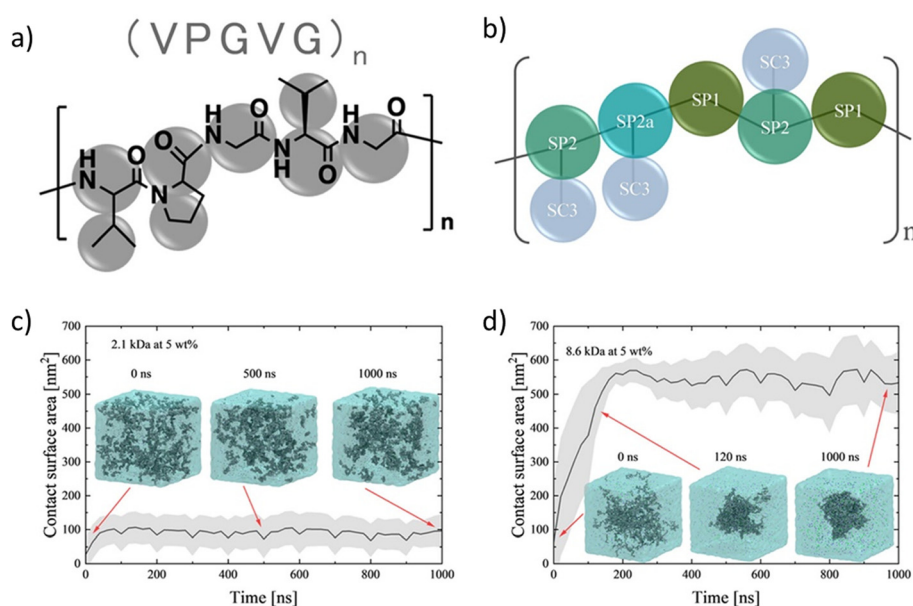 a)
(VPGVG)n
H
N
O
N
O
H
N
O
N
H
O
H
N
O
n
b)
SC3
SP2
SP2a
SP1
SP2
SP1
SC3
SC3
n
c)
Contact surface area [nm²]
700
600
500
400
300
200
100
0
2.1 kDa at 5 wt%
0 ns
500 ns
1000 ns
0
200
400
600
800
1000
Time [ns]
d)
Contact surface area [nm²]
700
600
500
400
300
200
100
0
8.6 kDa at 5 wt%
0 ns
120 ns
1000 ns
0
200
400
600
800
1000
Time [ns]